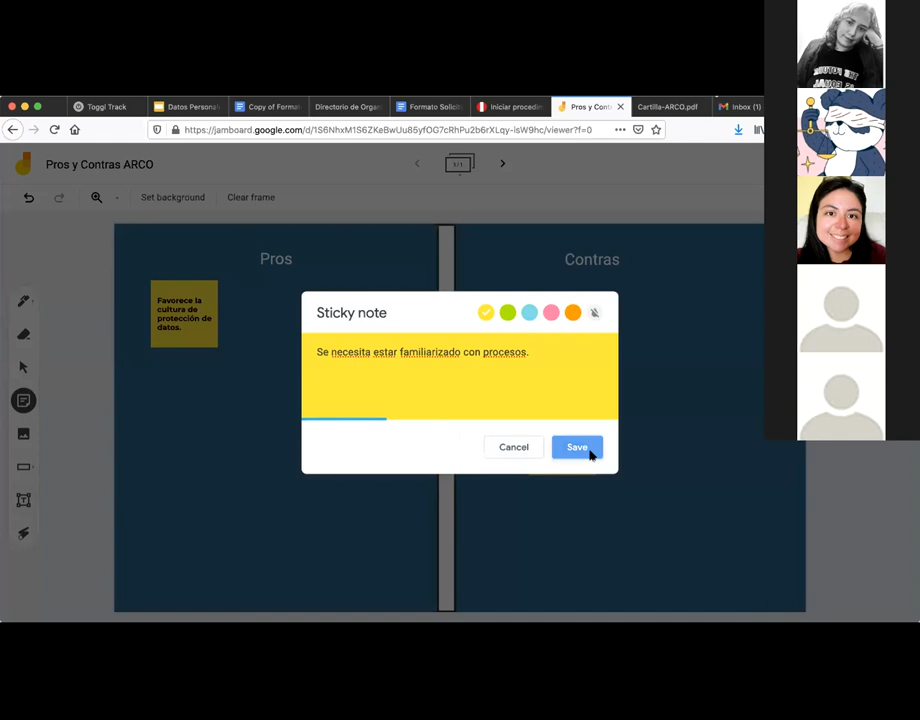 Toggl Track
Datos Persona
Copy of Forma
Directorio de Organ
Formato Solicit
Iniciar procedim
Pros y Cont
Cartilla-ARCO.pdf
Inbox (1)
https://jamboard.google.com/d/1S6NhxM1S6ZKeBwUu85yfOG7cRhPu2b6rXLqy-isW9hc/viewer?f=0
Pros y Contras ARCO
1/1
Set background
Clear frame
Pros
Contras
Favorece la
cultura de
protección de
datos.
Sticky note
Se necesita estar familiarizado con procesos.
Cancel
Save